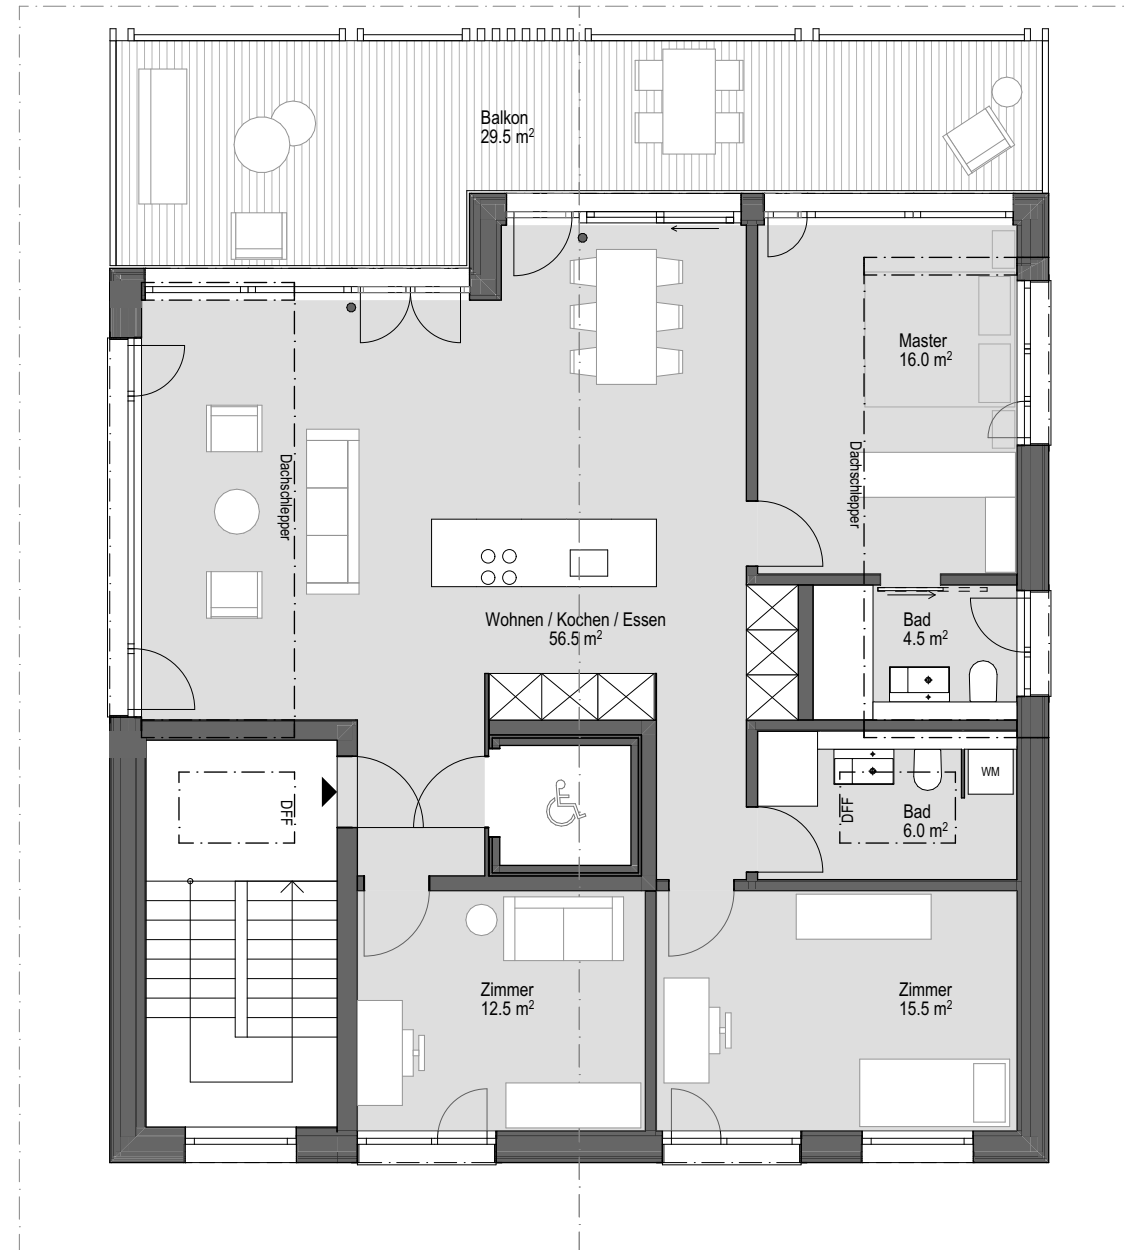 Balkon
29.5 m²
Master
16.0 m²
Dachschlepper
Dachschlepper
Wohnen / Kochen / Essen
56.5 m²
Bad
4.5 m²
WM
DFF
DFF
Bad
6.0 m²
Zimmer
12.5 m²
Zimmer
15.5 m²